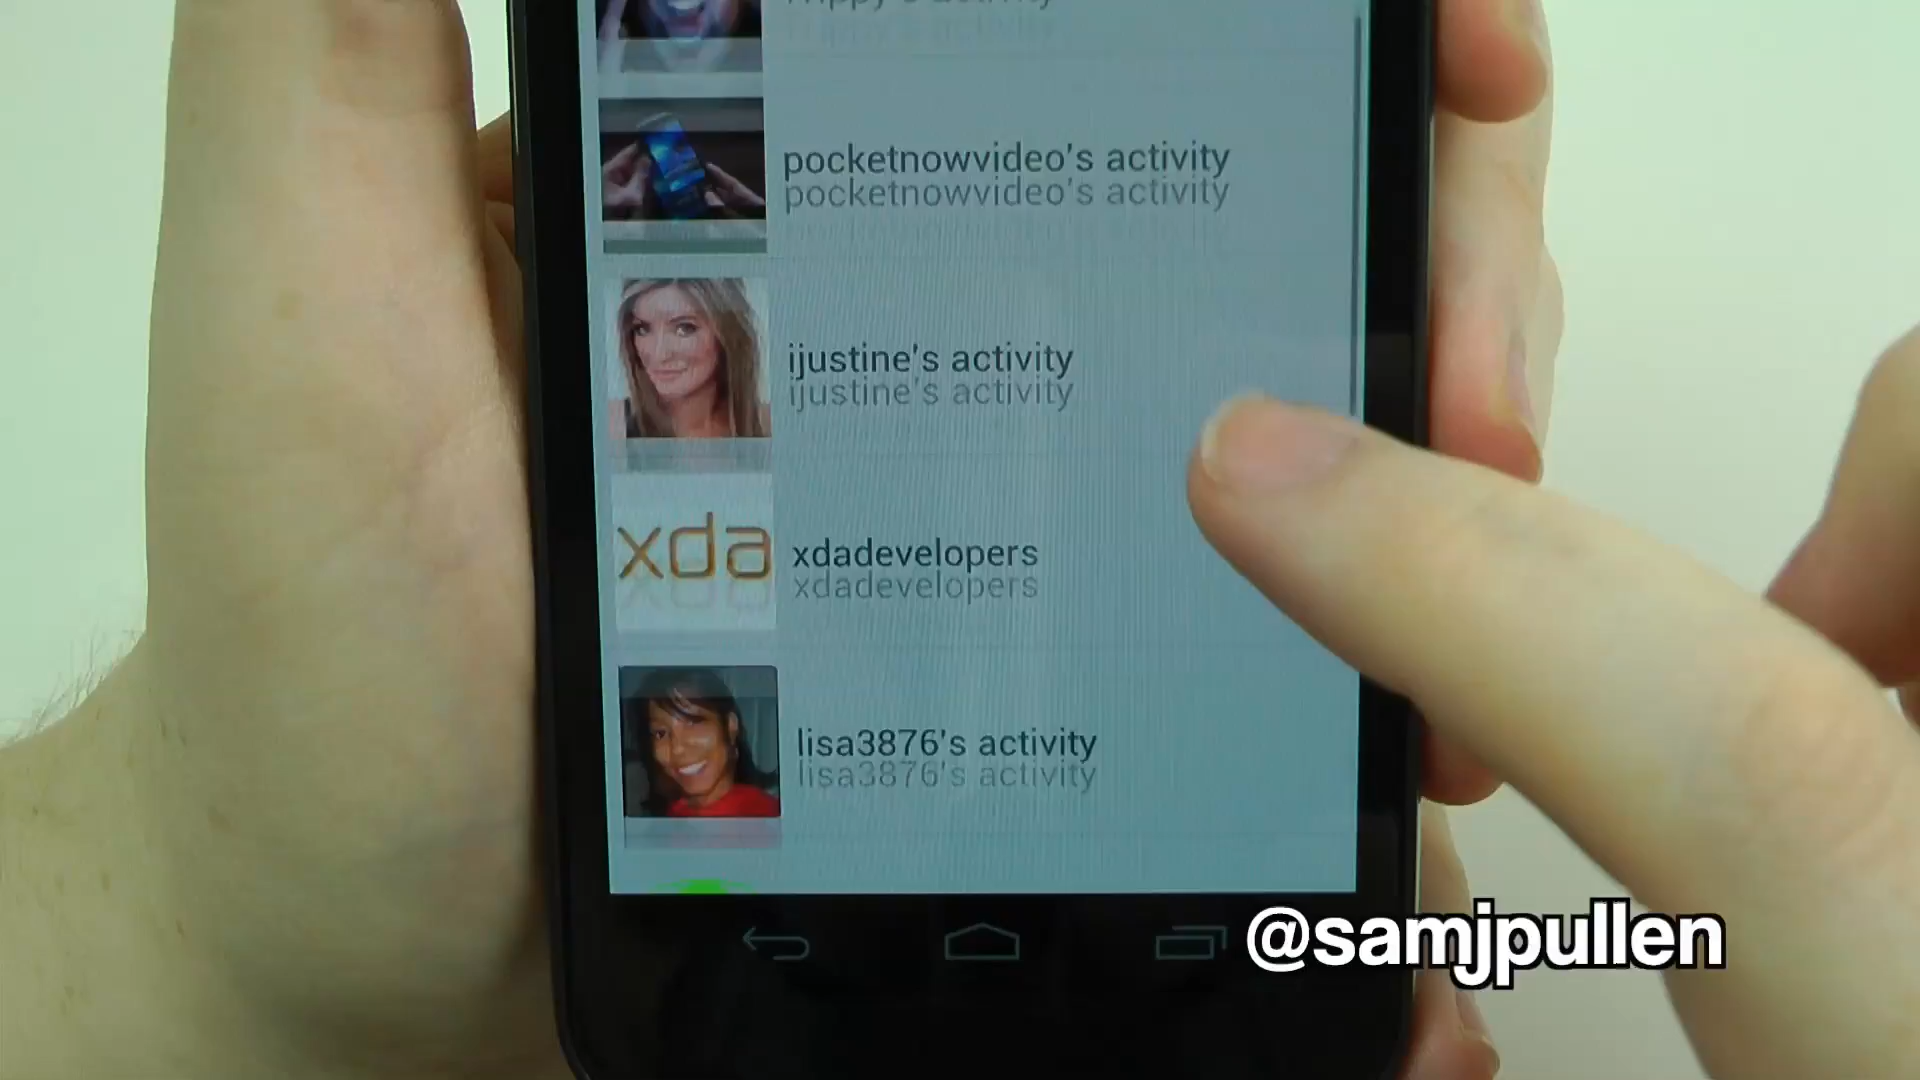 pocketnowvideo's activity
pocketnowvideo's activity
ijustine's activity
ijustine's activity
xda
xdadevelopers
xdadevelopers
lisa3876's activity
lisa3876's activity
@samjpullen